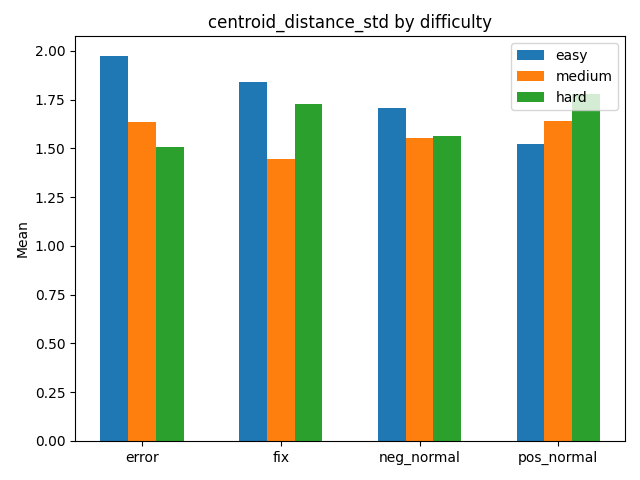 centroid_distance_std by difficulty
easy
medium
hard
Mean
2.00
1.75
1.50
1.25
1.00
0.75
0.50
0.25
0.00
error fix neg_normal pos_normal